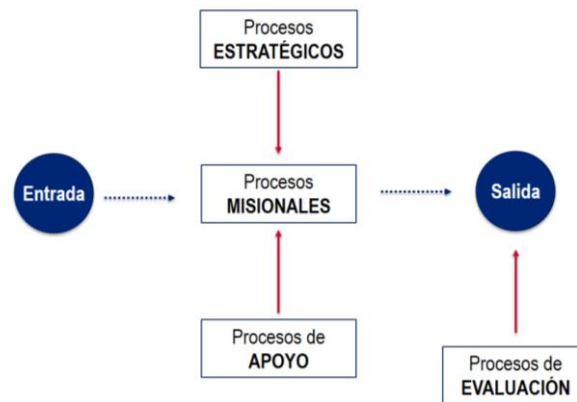 Procesos
ESTRATÉGICOS
Entrada
Procesos
MISIONALES
Salida
Procesos de
APOYO
Procesos de
EVALUACIÓN